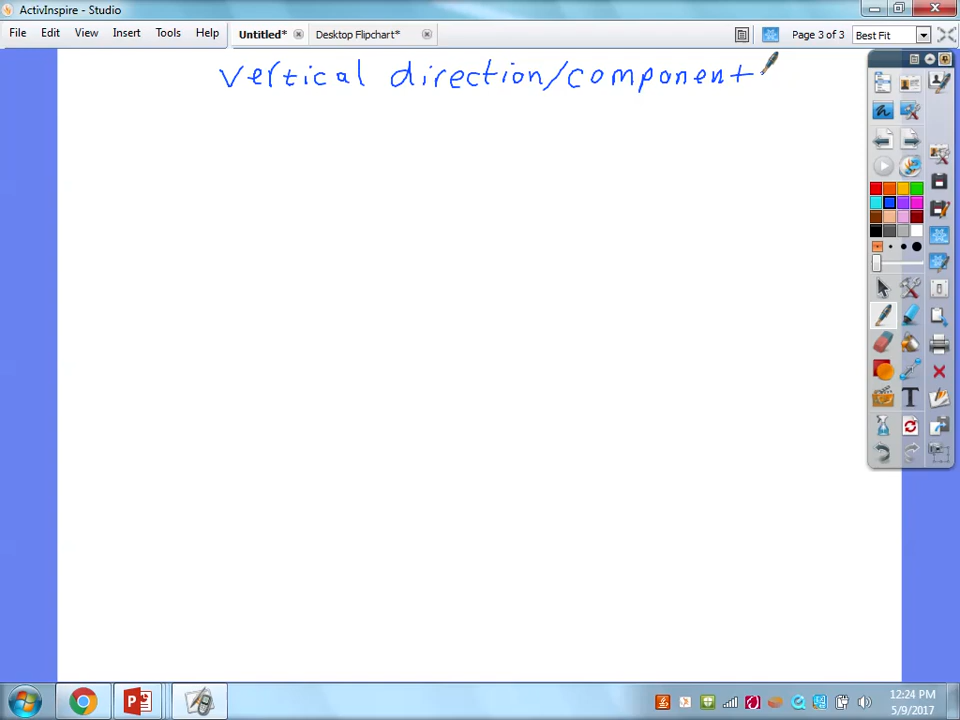 ActivInspire - Studio
File Edit View Insert Tools Help Untitled* Desktop Flipchart* Page 3 of 3 Best Fit
Vertical direction/component
T
12:24 PM
5/9/2017